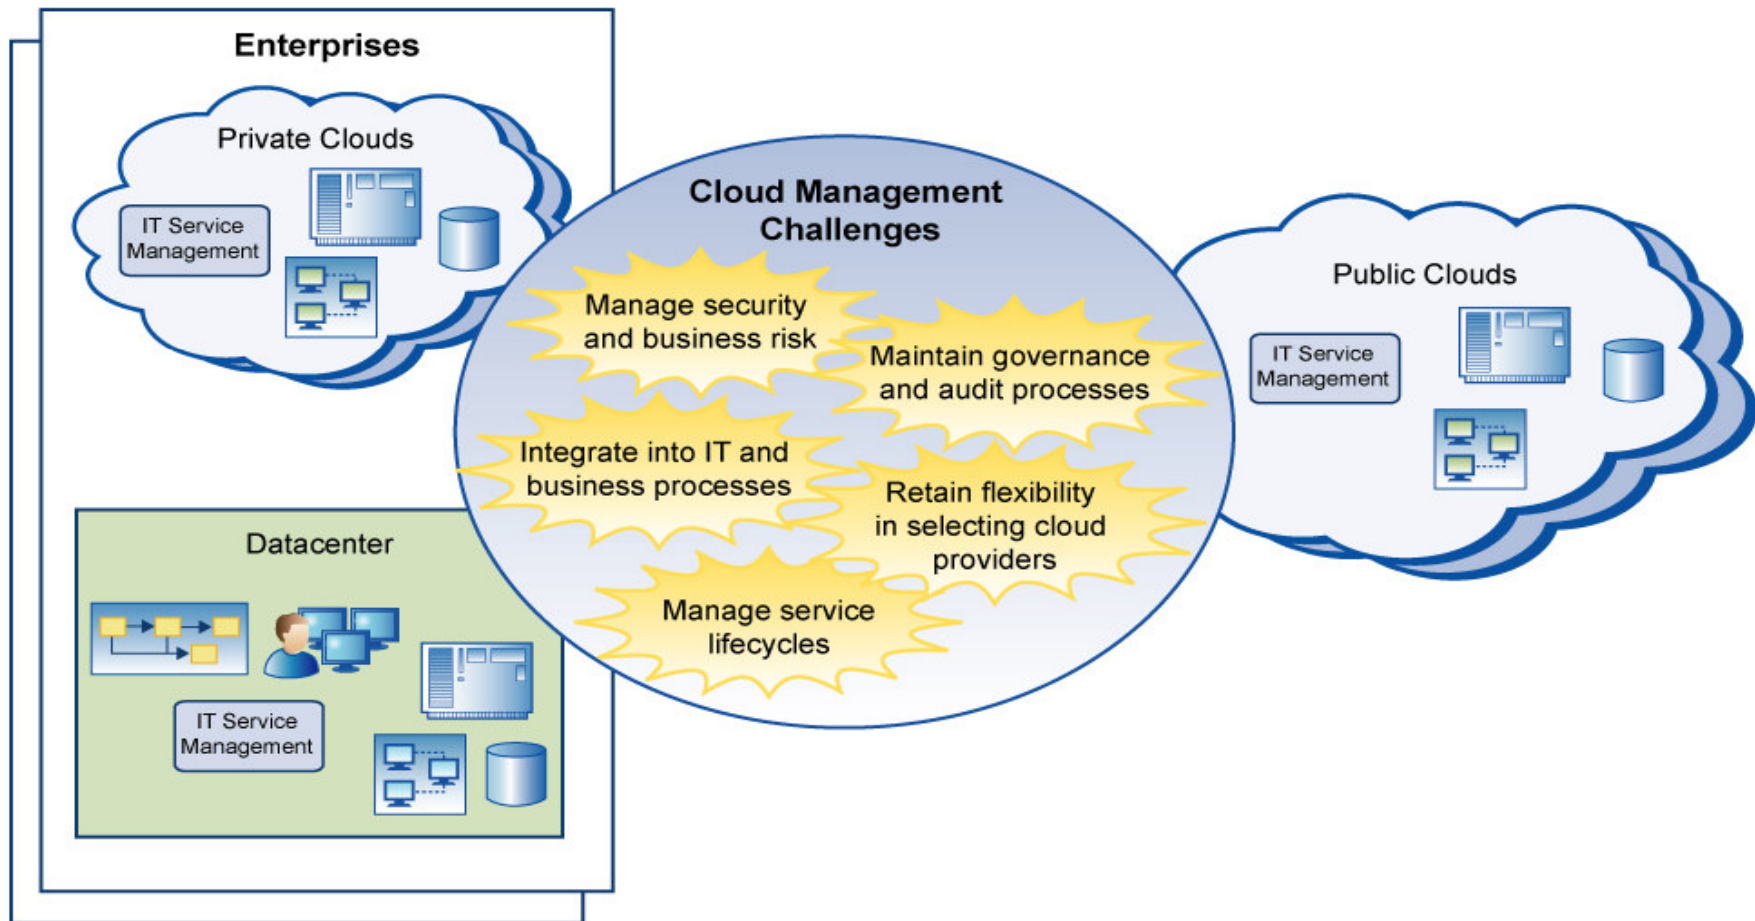 Enterprises
Private Clouds
IT Service
Management
Datacenter
IT Service
Management
Cloud Management
Challenges
Manage security
and business risk
Maintain governance
and audit processes
Integrate into IT and
business processes
Retain flexibility
in selecting cloud
providers
Manage service
lifecycles
Public Clouds
IT Service
Management